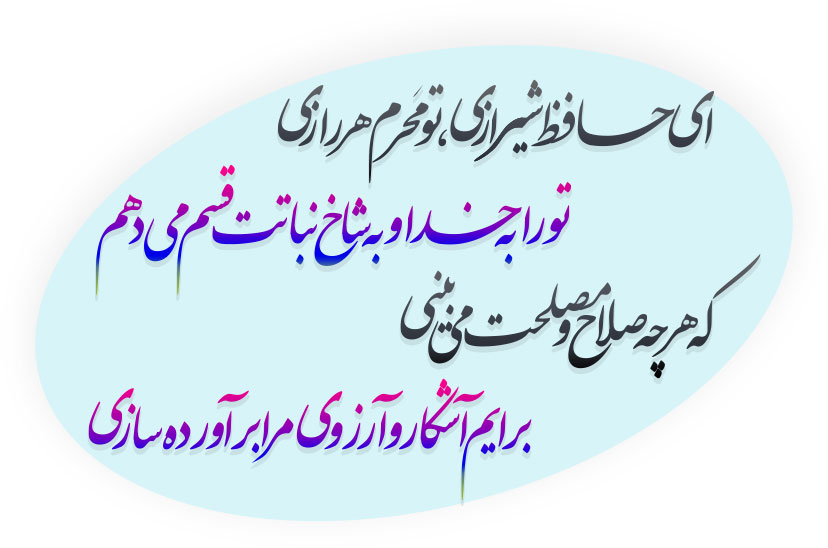 ای حافظ شیرازی، تو مَحرم هر رازی
تو را به خدا و به شاخ نباتت قسم می دهم
که هر چه صلاح و مصلحت می بینی
برایم آشکار و آرزوی مرا برآورده سازی